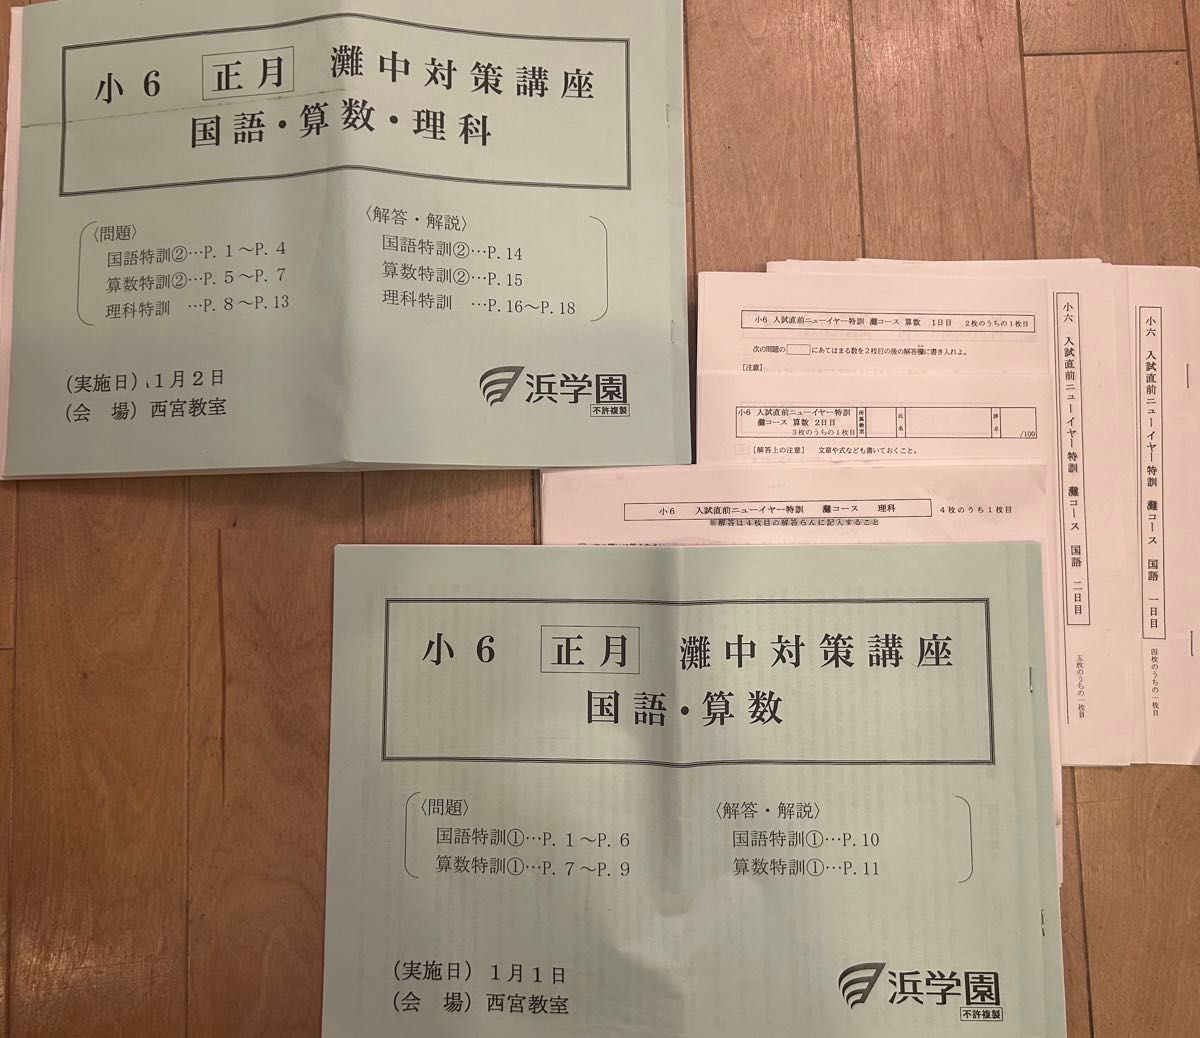 小6 正月 灘中対策講座
国語・算数・理科
〈問題〉
国語特訓②…P.1～P.4
算数特訓②…P.5～P.7
理科特訓 …P.8～P.13
〈解答・解説〉
国語特訓②…P.14
算数特訓②…P.15
理科特訓 …P.16～P.18
(実施日) 1月2日
(会 場) 西宮教室
浜学園
不許複製
小6 入試直前ニューイヤー特訓 灘コース 算数 1日目 2枚のうちの1枚目
次の問題の にあてはまる数を2枚目の後の解答欄に書き入れよ。
[注意]
小6 入試直前ニューイヤー特訓
灘コース 算数 2日目
3枚のうちの1枚目
所属教室
氏名
評点
/100
[解答上の注意] 文章や式なども書いておくこと。
小6 入試直前ニューイヤー特訓 灘コース 理科 4枚のうち1枚目
※解答は4枚目の解答らんに記入すること
小六 入試直前ニューイヤー特訓 灘コース 国語 一日目
四枚のうちの一枚目
小六 入試直前ニューイヤー特訓 灘コース 国語 二日目
五枚のうちの一枚目
小6 正月 灘中対策講座
国語・算数
〈問題〉
国語特訓①…P.1～P.6
算数特訓①…P.7～P.9
〈解答・解説〉
国語特訓①…P.10
算数特訓①…P.11
(実施日) 1月1日
(会 場) 西宮教室
浜学園
不許複製